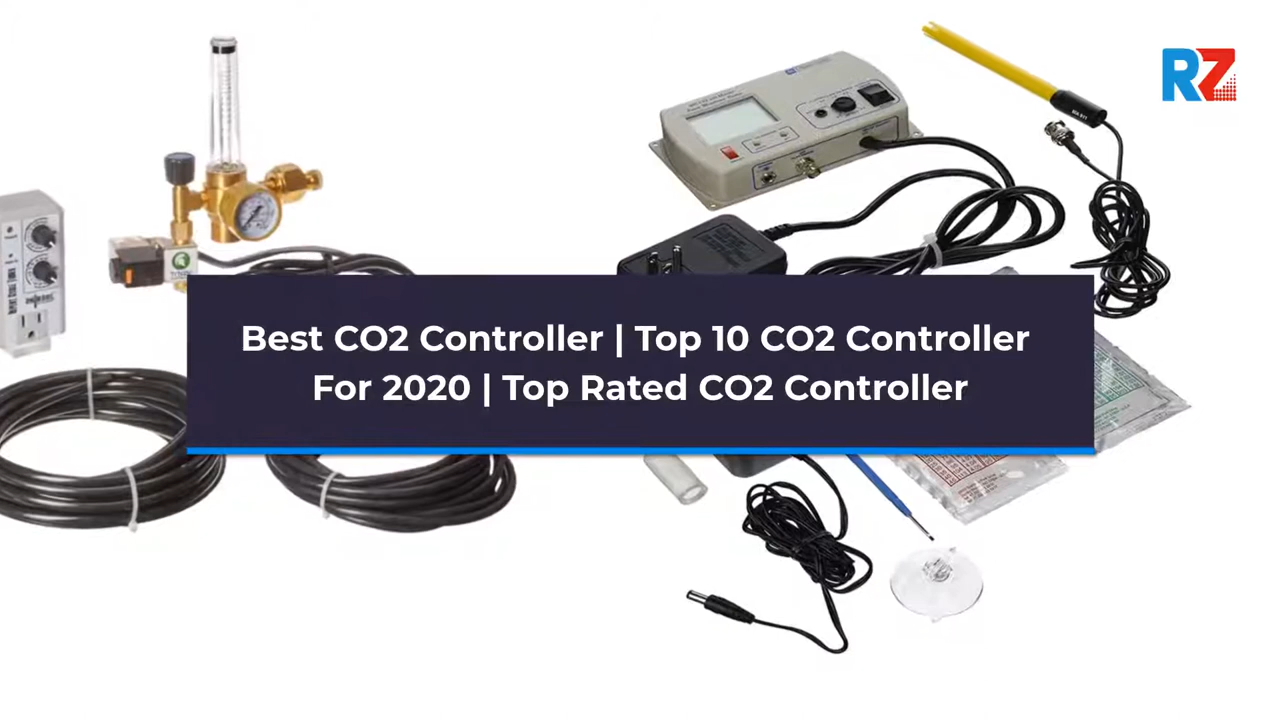 RZ
Best CO2 Controller | Top 10 CO2 Controller
For 2020 | Top Rated CO2 Controller